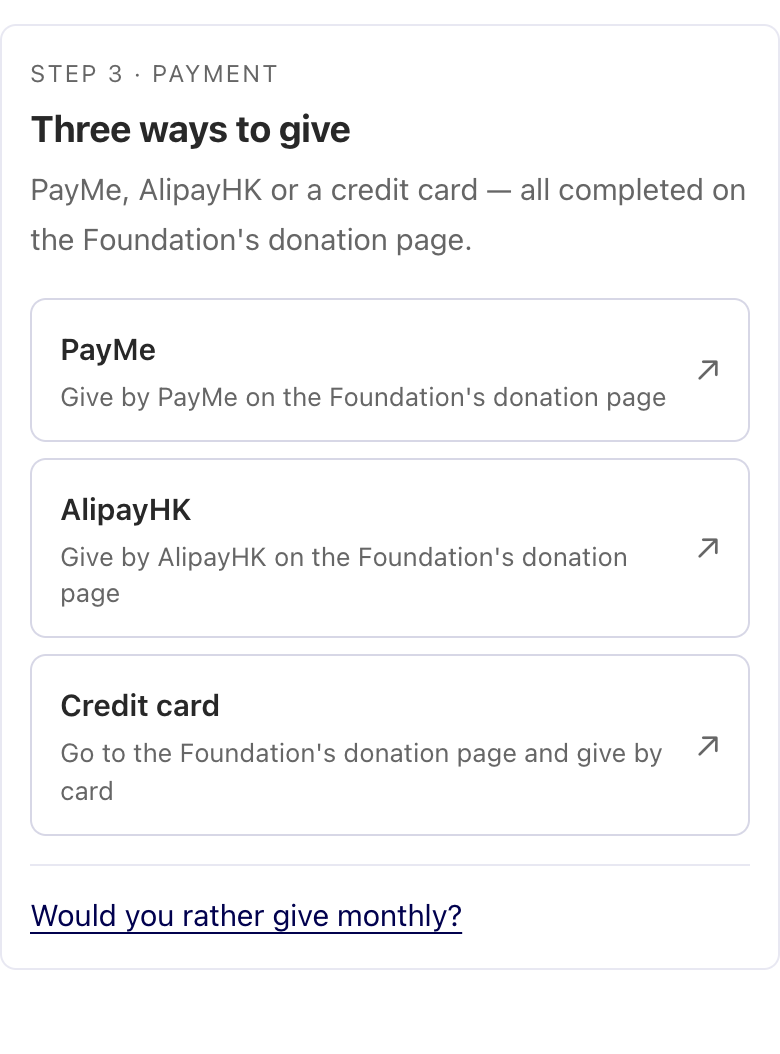 STEP 3 · PAYMENT
Three ways to give
PayMe, AlipayHK or a credit card — all completed on
the Foundation's donation page.
PayMe
Give by PayMe on the Foundation's donation page
AlipayHK
Give by AlipayHK on the Foundation's donation
page
Credit card
Go to the Foundation's donation page and give by
card
Would you rather give monthly?